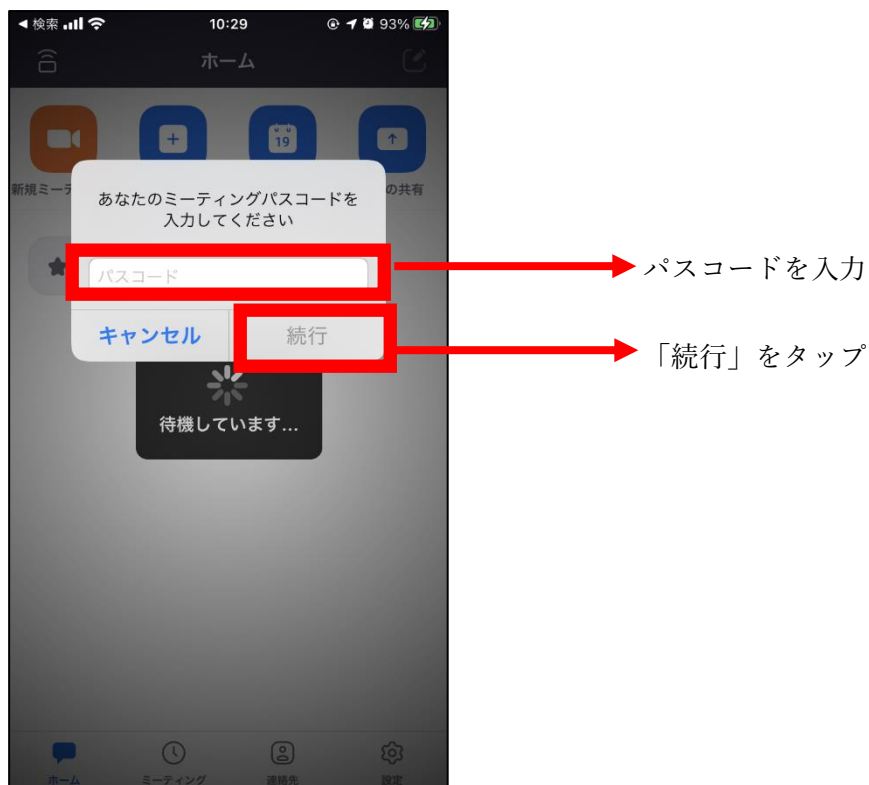 ◀検索
10:29
93%
ホーム
19
新規ミーテ
の共有
あなたのミーティングパスコードを
入力してください
パスコード
パスコードを入力
キャンセル
続行
「続行」をタップ
待機しています...
ホーム
ミーティング
連絡先
設定